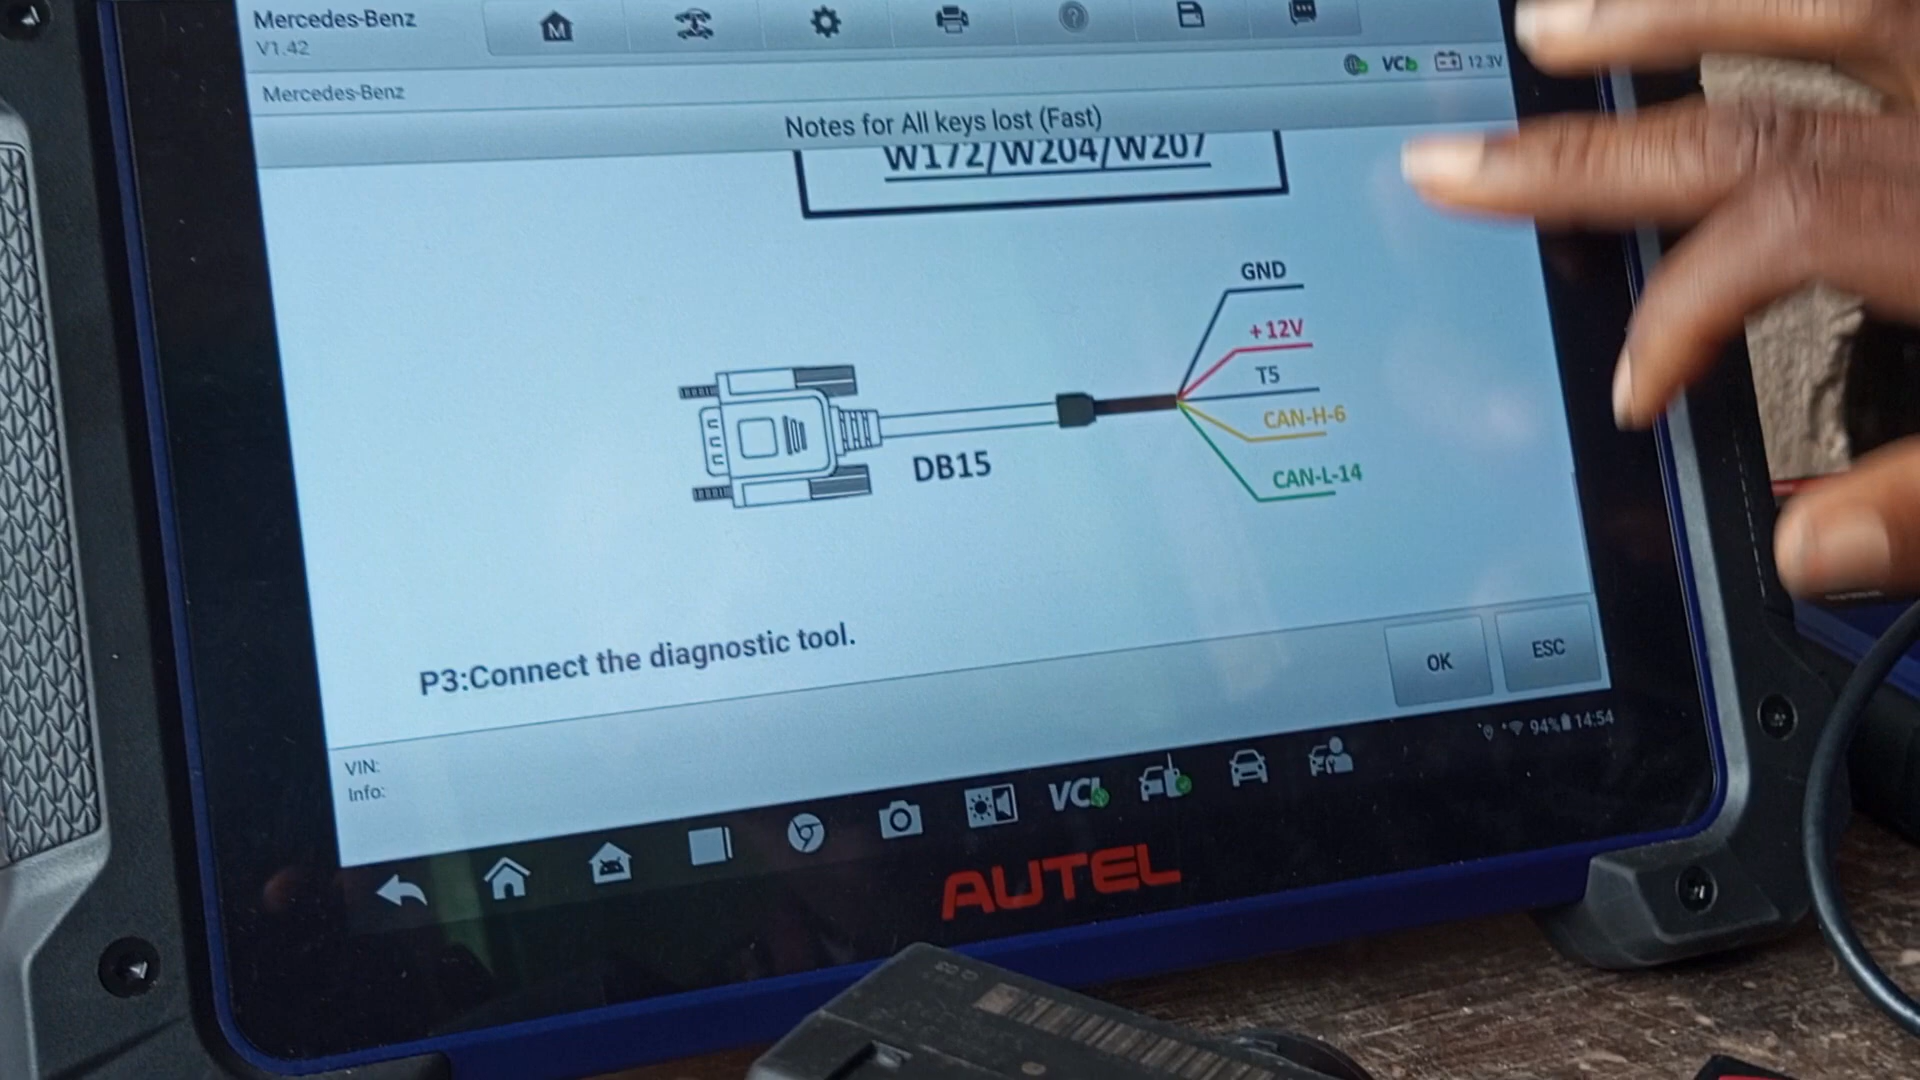 Mercedes-Benz
V1.42
M
?
VCI
12.3V
Mercedes-Benz
Notes for All keys lost (Fast)
W172/W204/W207
GND
+12V
T5
CAN-H-6
CAN-L-14
DB15
P3:Connect the diagnostic tool.
OK
ESC
VIN:
Info:
94% 14:54
VCI
AUTEL